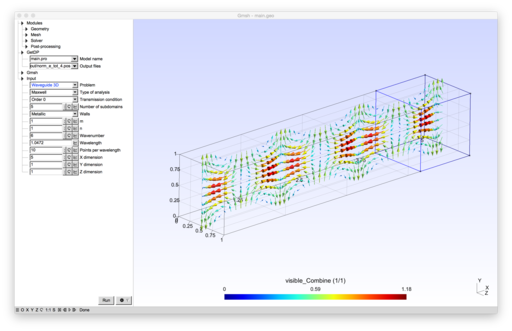 Gmsh - main.geo
Modules
Geometry
Mesh
Solver
Post-processing
GetDP
main.pro Model name
out/norm_e_tot_4.pos Output files
Gmsh
Input
Waveguide 3D Problem
Maxwell Type of analysis
Order 0 Transmission condition
5 Number of subdomains
Metallic Walls
1 m
1 n
6 Wavenumber
1.0472 Wavelength
10 Points per wavelength
5 X dimension
1 Y dimension
1 Z dimension
1
0.75
0.5
0.25
0
0
0.25
0.5
0.75
1
1.25
2.5
3.75
visible_Combine (1/1)
0 0.59 1.18
Y
X
Z
Run
O X Y Z 1:1 S Done